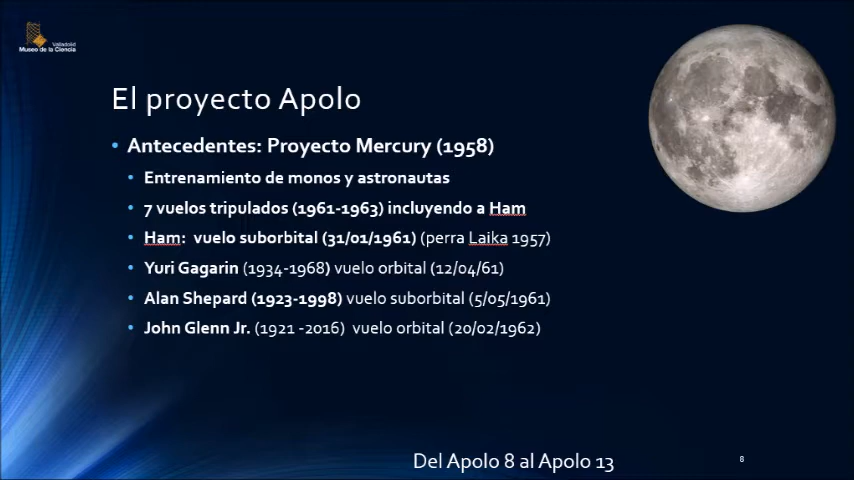 Valladolid
Museo de la Ciencia
El proyecto Apolo
• Antecedentes: Proyecto Mercury (1958)
• Entrenamiento de monos y astronautas
• 7 vuelos tripulados (1961-1963) incluyendo a Ham
• Ham: vuelo suborbital (31/01/1961) (perra Laika 1957)
• Yuri Gagarin (1934-1968) vuelo orbital (12/04/61)
• Alan Shepard (1923-1998) vuelo suborbital (5/05/1961)
• John Glenn Jr. (1921 -2016) vuelo orbital (20/02/1962)
Del Apolo 8 al Apolo 13
8